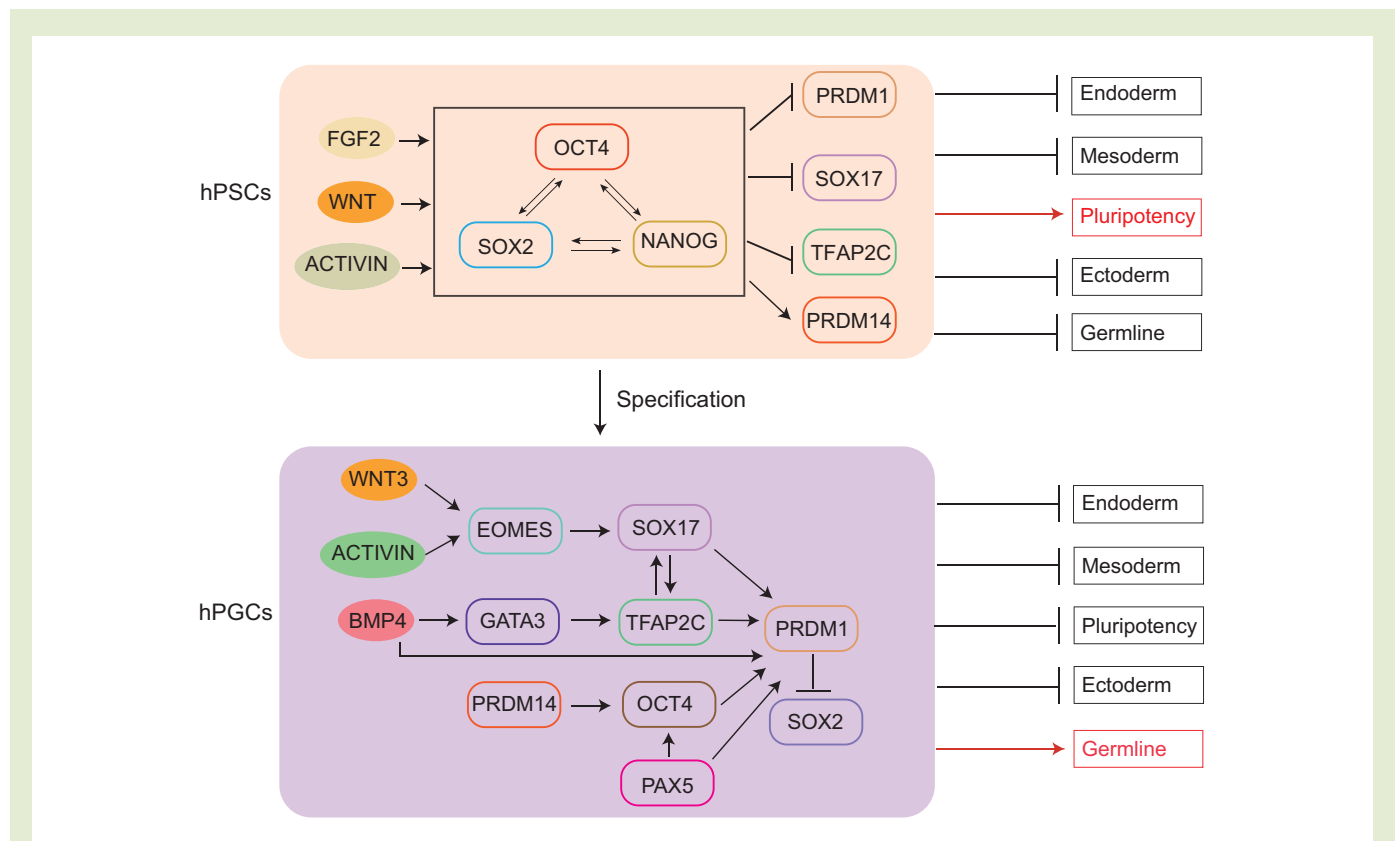 hPSCs
FGF2
WNT
ACTIVIN
OCT4
SOX2
NANOG
PRDM1
SOX17
TFAP2C
PRDM14
Endoderm
Mesoderm
Pluripotency
Ectoderm
Germline
Specification
hPGCs
WNT3
ACTIVIN
BMP4
EOMES
SOX17
GATA3
TFAP2C
PRDM1
PRDM14
OCT4
SOX2
PAX5
Endoderm
Mesoderm
Pluripotency
Ectoderm
Germline